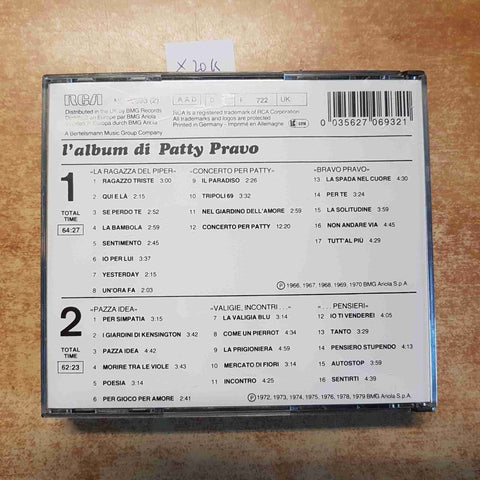 X 20 K
RCA
(2)
AAD
F 722
UK
Distributed in the UK by BMG Records
Distribué en Europe par BMG Ariola
in Europa durch BMG Ariola
A Bertelsmann Music Group Company
RCA is a registered trademark of RCA Corporation
All trademarks and logos are protected
Printed in Germany - Imprimé en Allemagne
0 035627 069321
l'album di Patty Pravo
1
TOTAL TIME
64:27
-LA RAGAZZA DEL PIPER-
1 RAGAZZO TRISTE 3:00
2 QUI E LÀ 2:15
3 SE PERDO TE 2:52
4 LA BAMBOLA 2:59
5 SENTIMENTO 2:45
6 IO PER LUI 3:17
7 YESTERDAY 2:15
8 UN'ORA FA 2:03
-CONCERTO PER PATTY-
9 IL PARADISO 2:26
10 TRIPOLI 69 2:32
11 NEL GIARDINO DELL'AMORE 2:59
12 CONCERTO PER PATTY 12:20
-BRAVO PRAVO-
13 LA SPADA NEL CUORE 4:30
14 PER TE 3:24
15 LA SOLITUDINE 3:59
16 NON ANDARE VIA 4:45
17 TUTT'AL PIÙ 4:29
Ⓟ 1966, 1967, 1968, 1969, 1970 BMG Ariola S.p.A.
2
TOTAL TIME
62:23
-PAZZA IDEA-
1 PER SIMPATIA 3:15
2 I GIARDINI DI KENSINGTON 3:42
3 PAZZA IDEA 4:42
4 MORIRE TRA LE VIOLE 3:43
5 POESIA 3:14
6 PER GIOCO PER AMORE 2:41
-VALIGIE, INCONTRI...-
7 LA VALIGIA BLU 3:14
8 COME UN PIERROT 4:34
9 LA PRIGIONIERA 4:59
10 MERCATO DI FIORI 3:14
11 INCONTRO 4:25
-... PENSIERI-
12 IO TI VENDEREI 4:03
13 TANTO 3:29
14 PENSIERO STUPENDO 4:13
15 AUTOSTOP 3:59
16 SENTIRTI 4:39
Ⓟ 1972, 1973, 1974, 1975, 1976, 1978, 1979 BMG Ariola S.p.A.